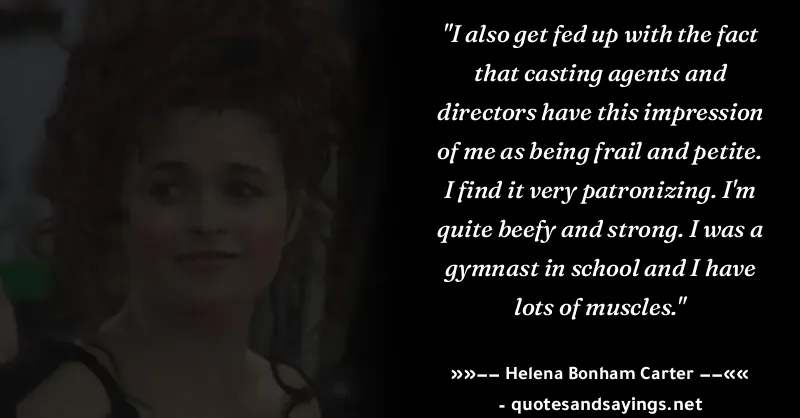 "I also get fed up with the fact
that casting agents and
directors have this impression
of me as being frail and petite.
I find it very patronizing. I'm
quite beefy and strong. I was a
gymnast in school and I have
lots of muscles."
»»−− Helena Bonham Carter −−««
- quotesandsayings.net